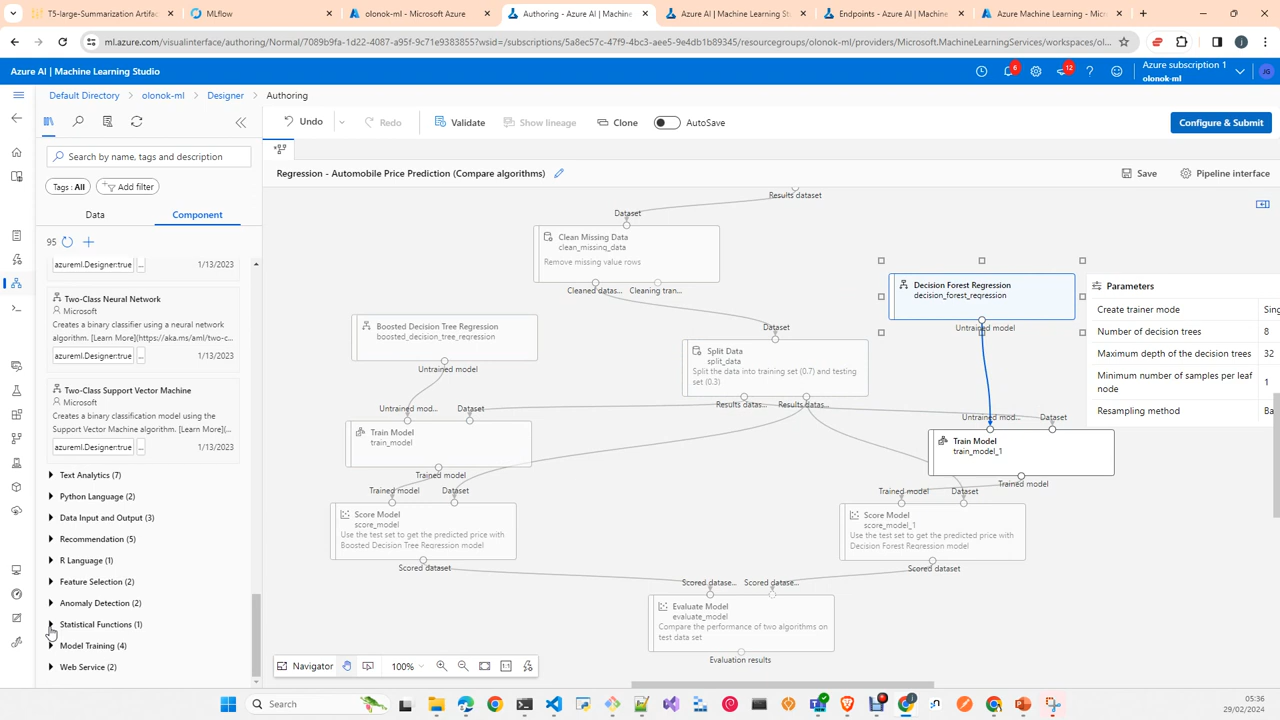 T5-large-Summarization Artifac
MLflow
olonok-ml - Microsoft Azure
Authoring - Azure AI | Machine
Azure AI | Machine Learning St
Endpoints - Azure AI | Machine
Azure Machine Learning - Micro
ml.azure.com/visualinterface/authoring/Normal/7089b9fa-1d22-4087-a95f-9c71e9383855?wsid=/subscriptions/5a8ec57c-47f9-4bc3-aee5-9e4db1b89345/resourcegroups/olonok-ml/providers/Microsoft.MachineLearningServices/workspaces/ol...
Azure AI | Machine Learning Studio
6
12
Azure subscription 1
olonok-ml
JG
Default Directory
olonok-ml
Designer
Authoring
Undo
Redo
Validate
Show lineage
Clone
AutoSave
Configure & Submit
Search by name, tags and description
Tags : All
Add filter
Data
Component
95
azureml.Designer:true
...
1/13/2023
Two-Class Neural Network
Microsoft
Creates a binary classifier using a neural network
algorithm. [Learn More](https://aka.ms/aml/two-c...
azureml.Designer:true
...
1/13/2023
Two-Class Support Vector Machine
Microsoft
Creates a binary classification model using the
Support Vector Machine algorithm. [Learn More](...
azureml.Designer:true
...
1/13/2023
Text Analytics (7)
Python Language (2)
Data Input and Output (3)
Recommendation (5)
R Language (1)
Feature Selection (2)
Anomaly Detection (2)
Statistical Functions (1)
Model Training (4)
Web Service (2)
Regression - Automobile Price Prediction (Compare algorithms)
Save
Pipeline interface
Results dataset
Dataset
Clean Missing Data
clean_missing_data
Remove missing value rows
Cleaned datas...
Cleaning tran...
Decision Forest Regression
decision_forest_regression
Untrained model
Boosted Decision Tree Regression
boosted_decision_tree_regression
Untrained model
Dataset
Split Data
split_data
Split the data into training set (0.7) and testing
set (0.3)
Results datas...
Results datas...
Untrained mod...
Dataset
Train Model
train_model
Trained model
Untrained mod...
Dataset
Train Model
train_model_1
Trained model
Trained model
Dataset
Score Model
score_model
Use the test set to get the predicted price with
Boosted Decision Tree Regression model
Scored dataset
Trained model
Dataset
Score Model
score_model_1
Use the test set to get the predicted price with
Decision Forest Regression model
Scored dataset
Scored datase...
Scored datase...
Evaluate Model
evaluate_model
Compare the performance of two algorithms on
test data set
Evaluation results
Parameters
Create trainer mode
Sing
Number of decision trees
8
Maximum depth of the decision trees
32
Minimum number of samples per leaf
node
1
Resampling method
Ba
Navigator
100%
Search
05:36
29/02/2024